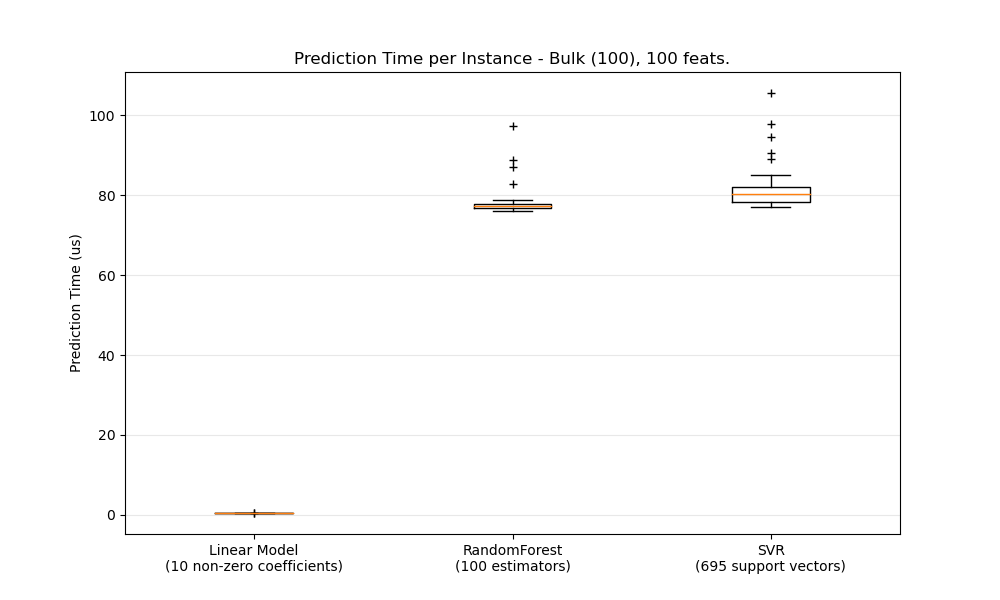 Prediction Time per Instance - Bulk (100), 100 feats.
Prediction Time (us)
100
80
60
40
20
0
Linear Model
(10 non-zero coefficients)
RandomForest
(100 estimators)
SVR
(695 support vectors)